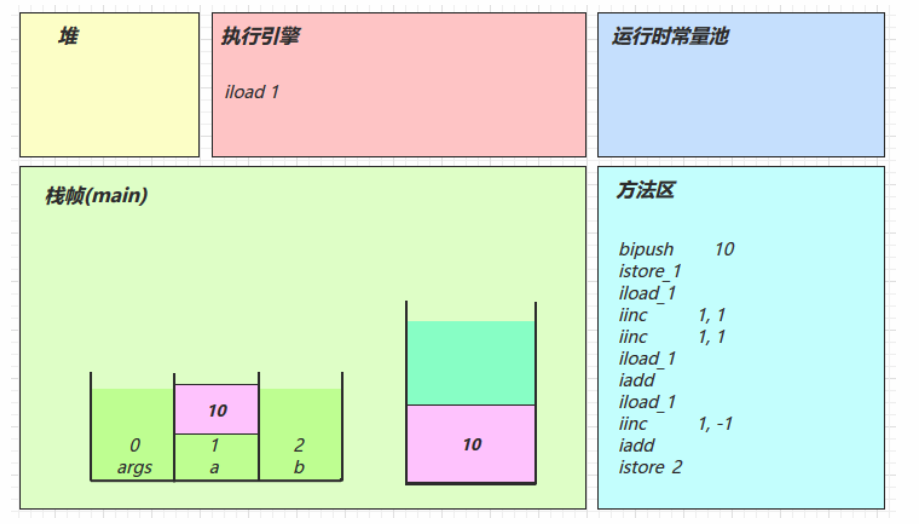 堆
执行引擎
iload 1
运行时常量池
栈帧(main)
10
0 1 2
args a b
10
方法区
bipush 10
istore_1
iload_1
iinc 1, 1
iinc 1, 1
iload_1
iadd
iload_1
iinc 1, -1
iadd
istore 2